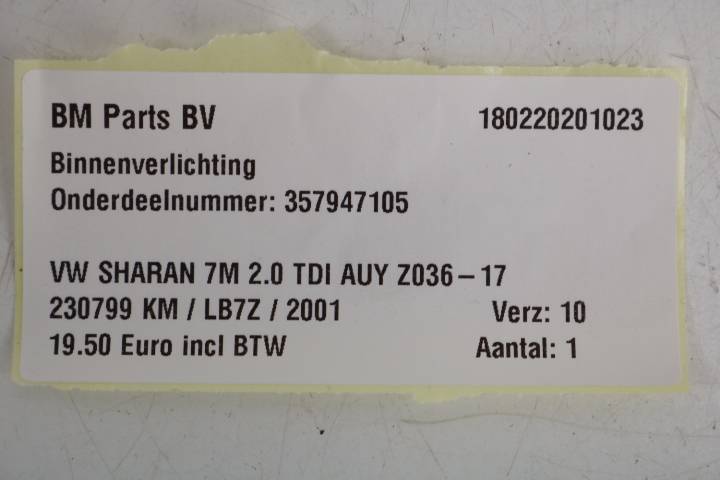 BM Parts BV 180220201023
Binnenverlichting
Onderdeelnummer: 357947105
VW SHARAN 7M 2.0 TDI AUY Z036-17
230799 KM / LB7Z / 2001 Verz: 10
19.50 Euro incl BTW Aantal: 1